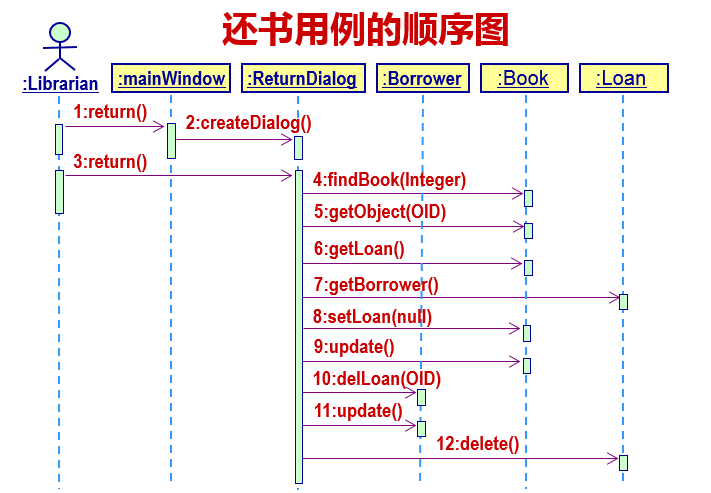 还书用例的顺序图
:Librarian
:mainWindow
:ReturnDialog
:Borrower
:Book
:Loan
1:return()
2:createDialog()
3:return()
4:findBook(Integer)
5:getObject(OID)
6:getLoan()
7:getBorrower()
8:setLoan(null)
9:update()
10:delLoan(OID)
11:update()
12:delete()